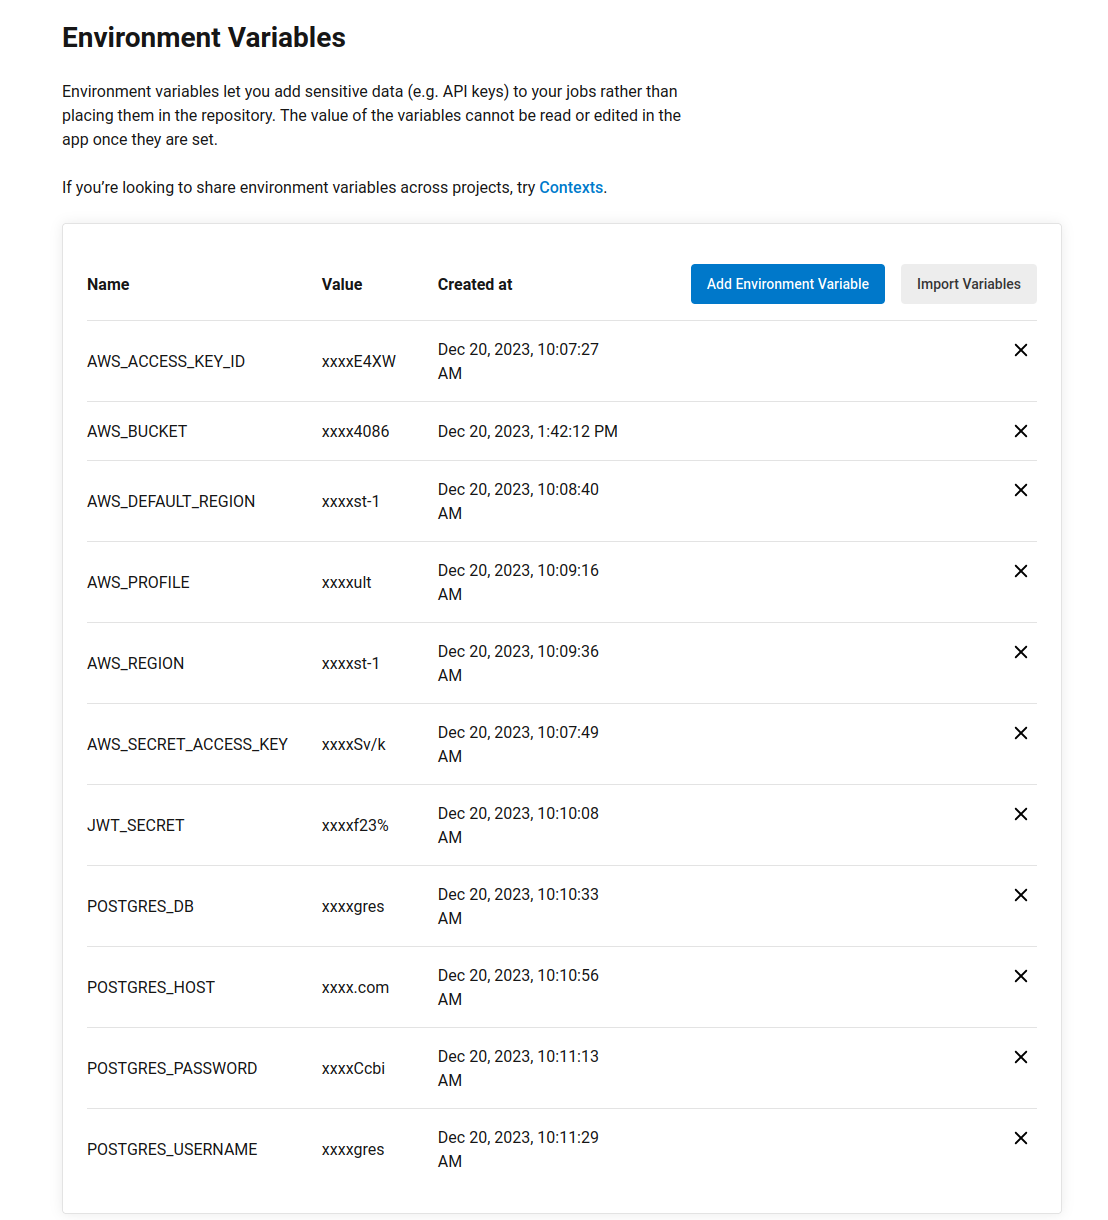 Environment Variables
Environment variables let you add sensitive data (e.g. API keys) to your jobs rather than
placing them in the repository. The value of the variables cannot be read or edited in the
app once they are set.
If you’re looking to share environment variables across projects, try Contexts.
Name Value Created at Add Environment Variable Import Variables
AWS_ACCESS_KEY_ID xxxxE4XW Dec 20, 2023, 10:07:27
AM
AWS_BUCKET xxxx4086 Dec 20, 2023, 1:42:12 PM
AWS_DEFAULT_REGION xxxxst-1 Dec 20, 2023, 10:08:40
AM
AWS_PROFILE xxxxult Dec 20, 2023, 10:09:16
AM
AWS_REGION xxxxst-1 Dec 20, 2023, 10:09:36
AM
AWS_SECRET_ACCESS_KEY xxxxSv/k Dec 20, 2023, 10:07:49
AM
JWT_SECRET xxxxf23% Dec 20, 2023, 10:10:08
AM
POSTGRES_DB xxxxgres Dec 20, 2023, 10:10:33
AM
POSTGRES_HOST xxxx.com Dec 20, 2023, 10:10:56
AM
POSTGRES_PASSWORD xxxxCcbi Dec 20, 2023, 10:11:13
AM
POSTGRES_USERNAME xxxxgres Dec 20, 2023, 10:11:29
AM